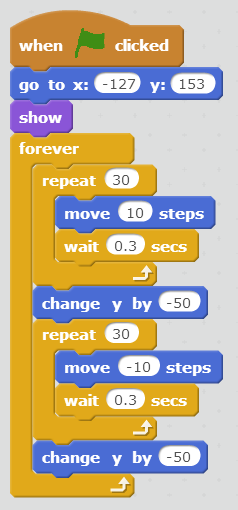 when clicked
go to x: -127 y: 153
show
forever
repeat 30
move 10 steps
wait 0.3 secs
change y by -50
repeat 30
move -10 steps
wait 0.3 secs
change y by -50